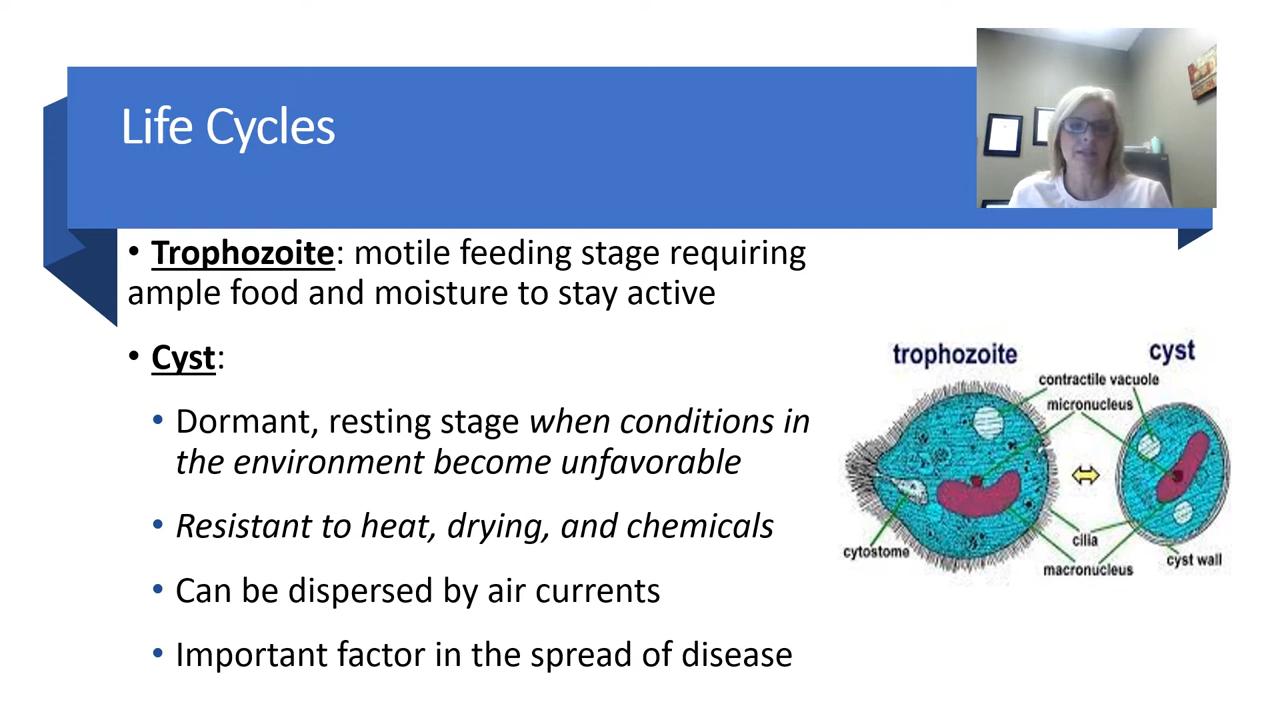 Life Cycles
• Trophozoite: motile feeding stage requiring
ample food and moisture to stay active
• Cyst:
• Dormant, resting stage when conditions in
the environment become unfavorable
• Resistant to heat, drying, and chemicals
• Can be dispersed by air currents
• Important factor in the spread of disease
trophozoite
cyst
contractile vacuole
micronucleus
cytostome
cilia
macronucleus
cyst wall